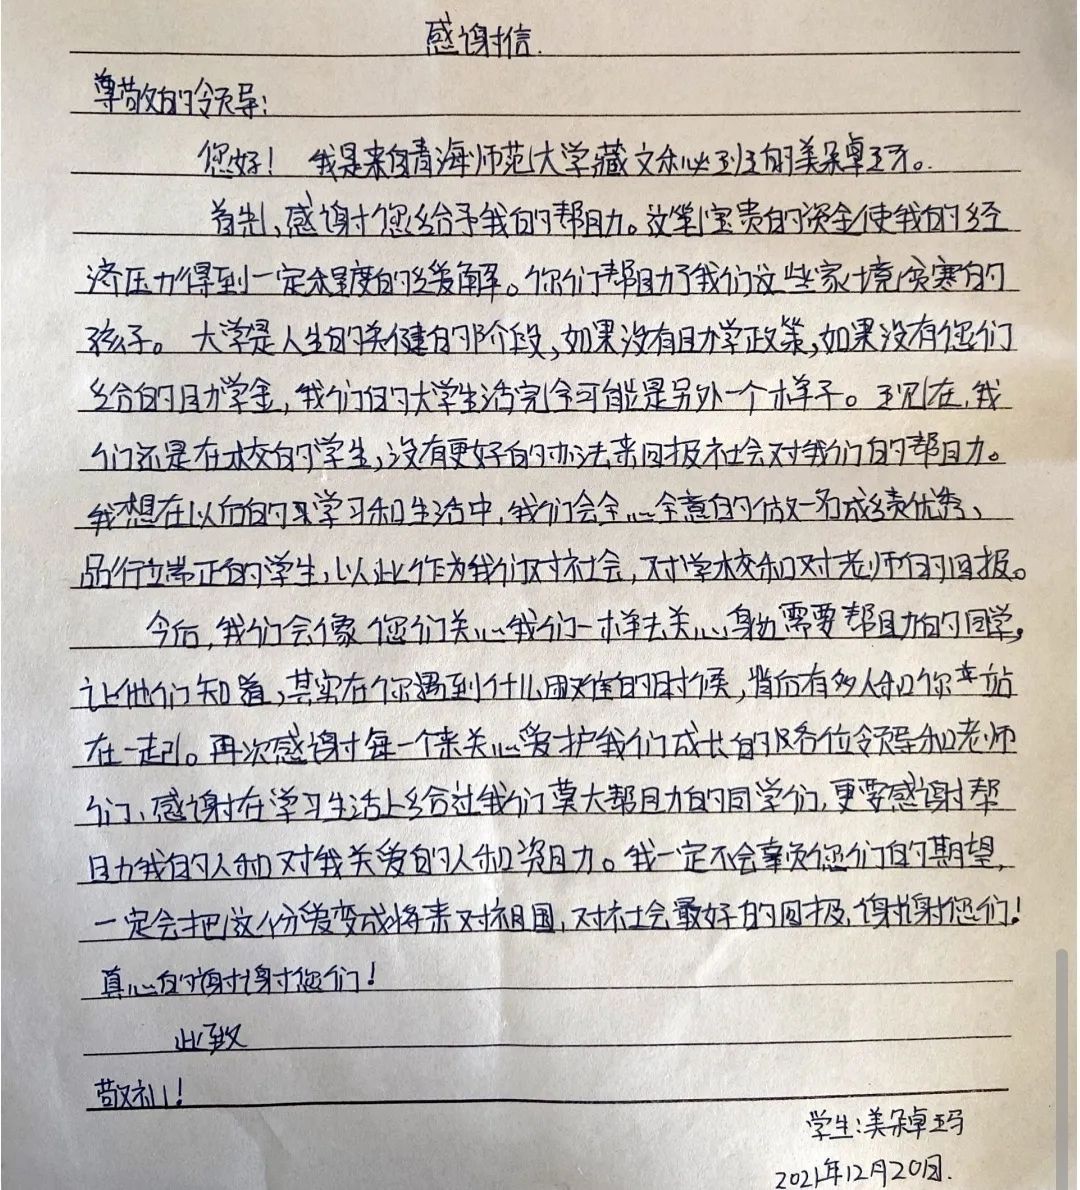 感谢信.
尊敬的领导:
您好! 我是来自青海师范大学藏文秘班的美朵卓玛。
首先,感谢您给予我的帮助。这笔宝贵的资金使我的经
济压力得到一定程度的缓解。你们帮助了我们这些家境贫寒的
孩子。大学是人生的关健的阶段,如果没有助学政策,如果没有您们
给的助学金,我们的大学生活完全可能是另外一个样子。现在,我
们还是在校的学生,没有更好的办法来回报社会对我们的帮助。
我想在以后的学习和生活中,我们会全心全意的做一名成绩优秀、
品行端正的学生,以此作为我们对社会,对学校和对老师的回报。
今后,我们会像您们关心我们一样去关心身边需要帮助的同学,
让他们知道,其实在你遇到什么困难的时候,背后有多人和你站
在一起。再次感谢每一个来关心爱护我们成长的各位领导和老师
们、感谢在学习生活上给过我们莫大帮助的同学们,更要感谢帮
助我的人和对我关爱的人和资助。我一定不会辜负您们的期望,
一定会把这份爱变成将来对祖国,对社会最好的回报,谢谢您们!
真心的谢谢您们!
此致
敬礼!
学生:美朵卓玛
2021年12月20日.